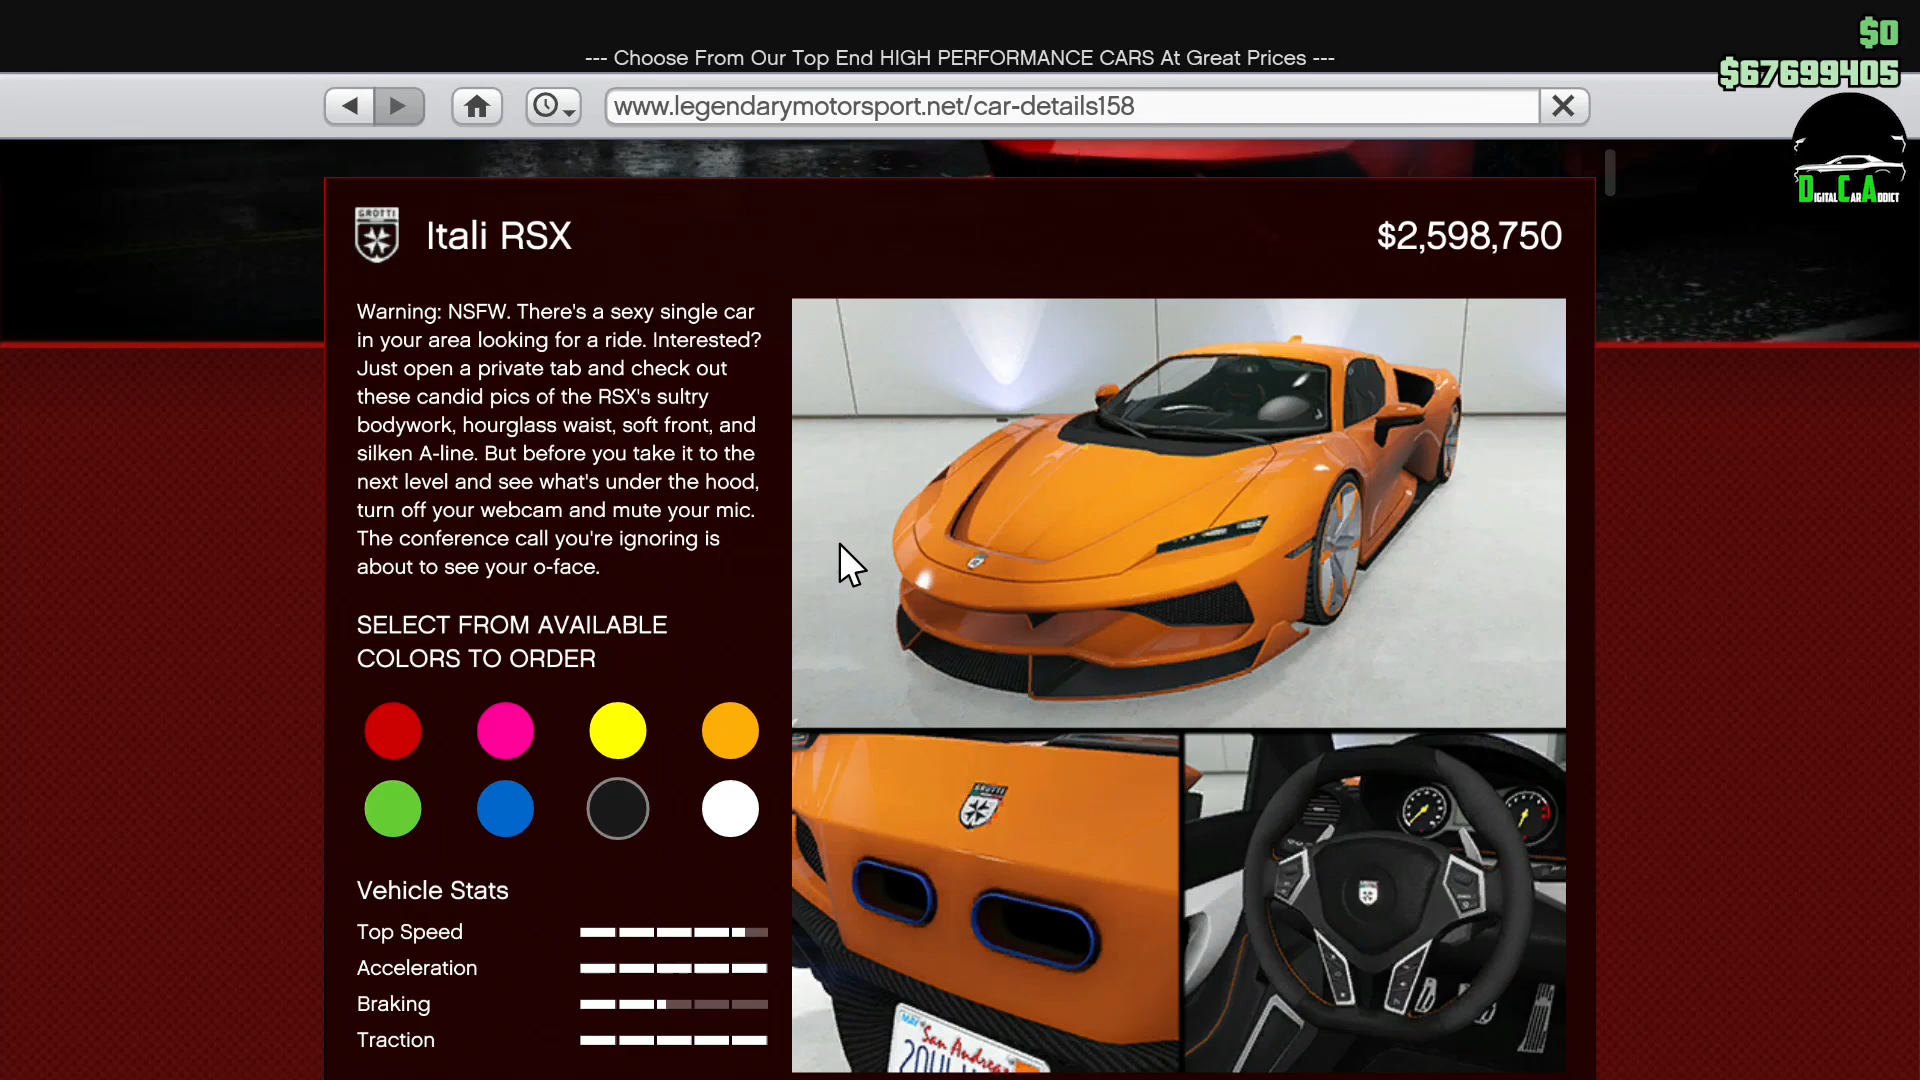 $0
--- Choose From Our Top End HIGH PERFORMANCE CARS At Great Prices ---
$67699405
www.legendarymotorsport.net/car-details158
DigitalCarAddict
GROTTI
Itali RSX
$2,598,750
Warning: NSFW. There's a sexy single car
in your area looking for a ride. Interested?
Just open a private tab and check out
these candid pics of the RSX's sultry
bodywork, hourglass waist, soft front, and
silken A-line. But before you take it to the
next level and see what's under the hood,
turn off your webcam and mute your mic.
The conference call you're ignoring is
about to see your o-face.
SELECT FROM AVAILABLE
COLORS TO ORDER
Vehicle Stats
Top Speed
Acceleration
Braking
Traction
GROTTI
San Andreas